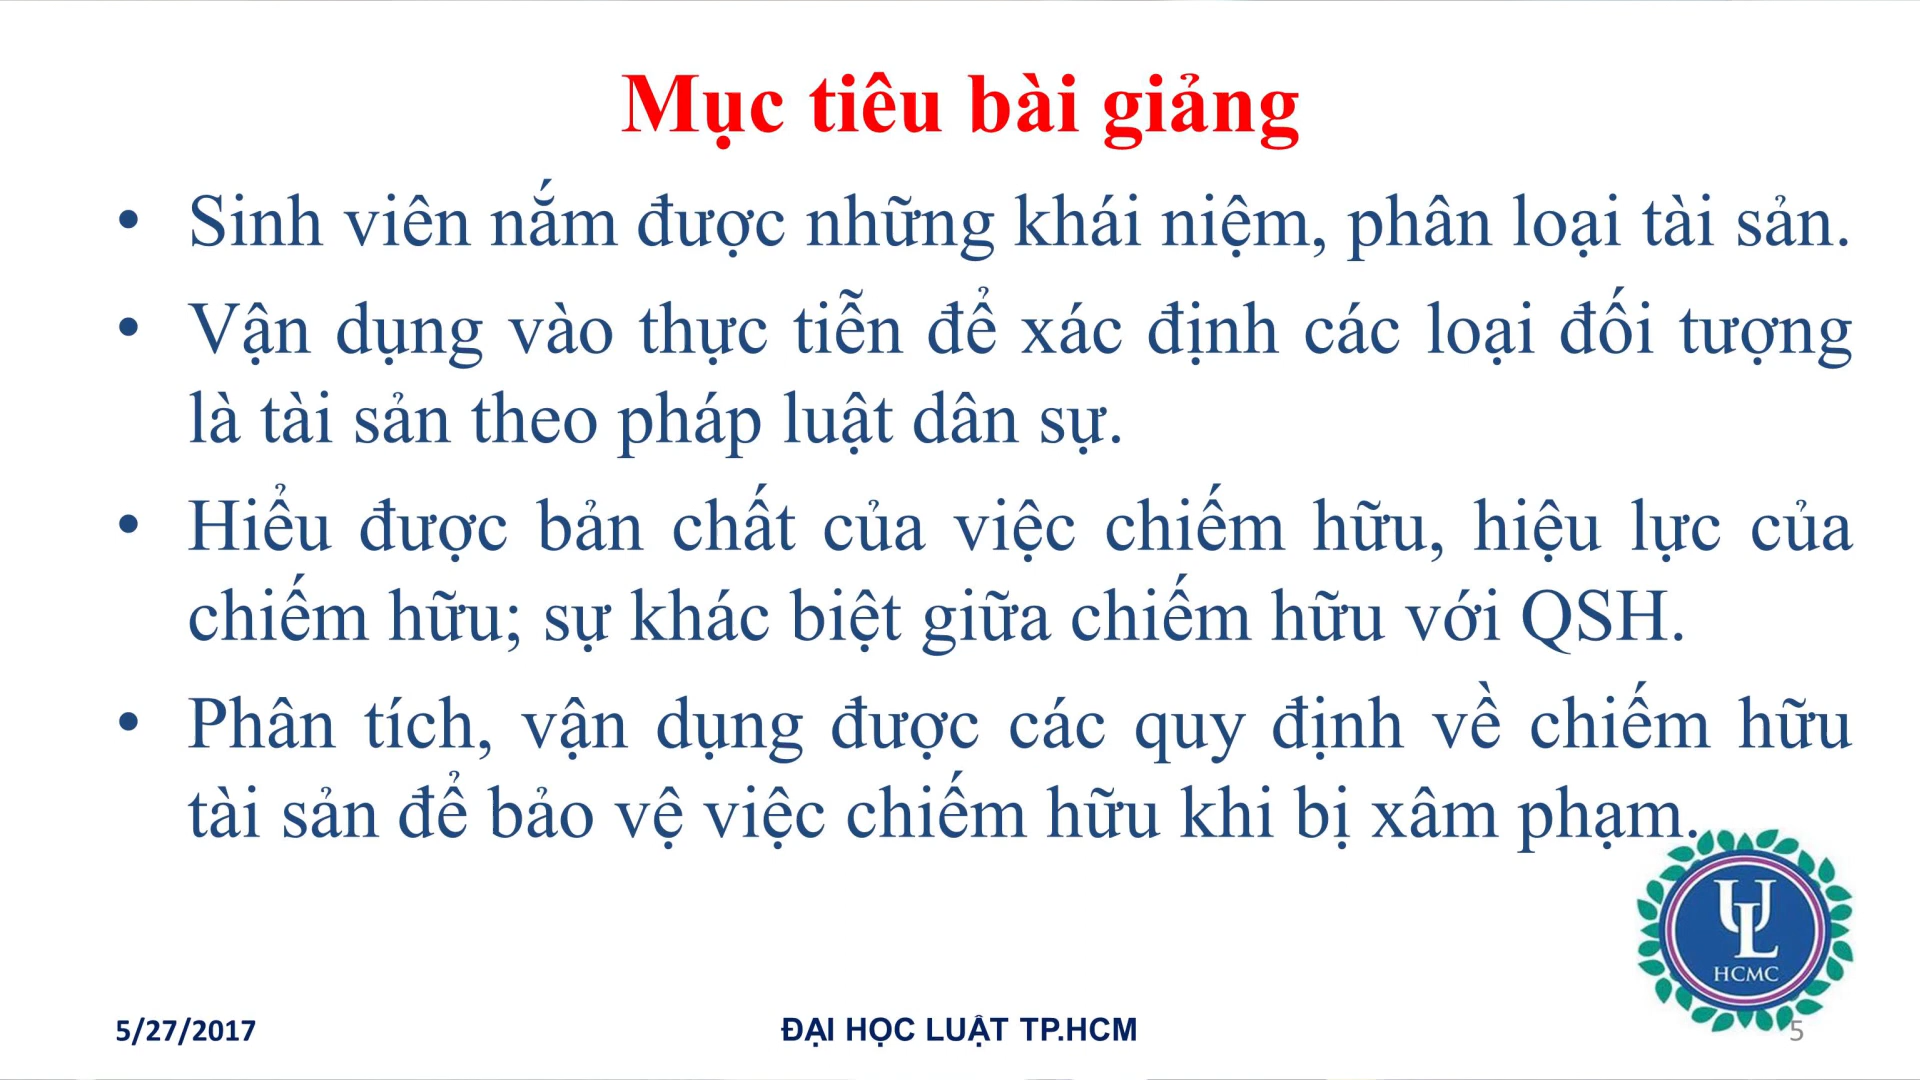 Mục tiêu bài giảng
• Sinh viên nắm được những khái niệm, phân loại tài sản.
• Vận dụng vào thực tiễn để xác định các loại đối tượng
là tài sản theo pháp luật dân sự.
• Hiểu được bản chất của việc chiếm hữu, hiệu lực của
chiếm hữu; sự khác biệt giữa chiếm hữu với QSH.
• Phân tích, vận dụng được các quy định về chiếm hữu
tài sản để bảo vệ việc chiếm hữu khi bị xâm phạm.
UL
HCMC
5/27/2017
ĐẠI HỌC LUẬT TP.HCM
5